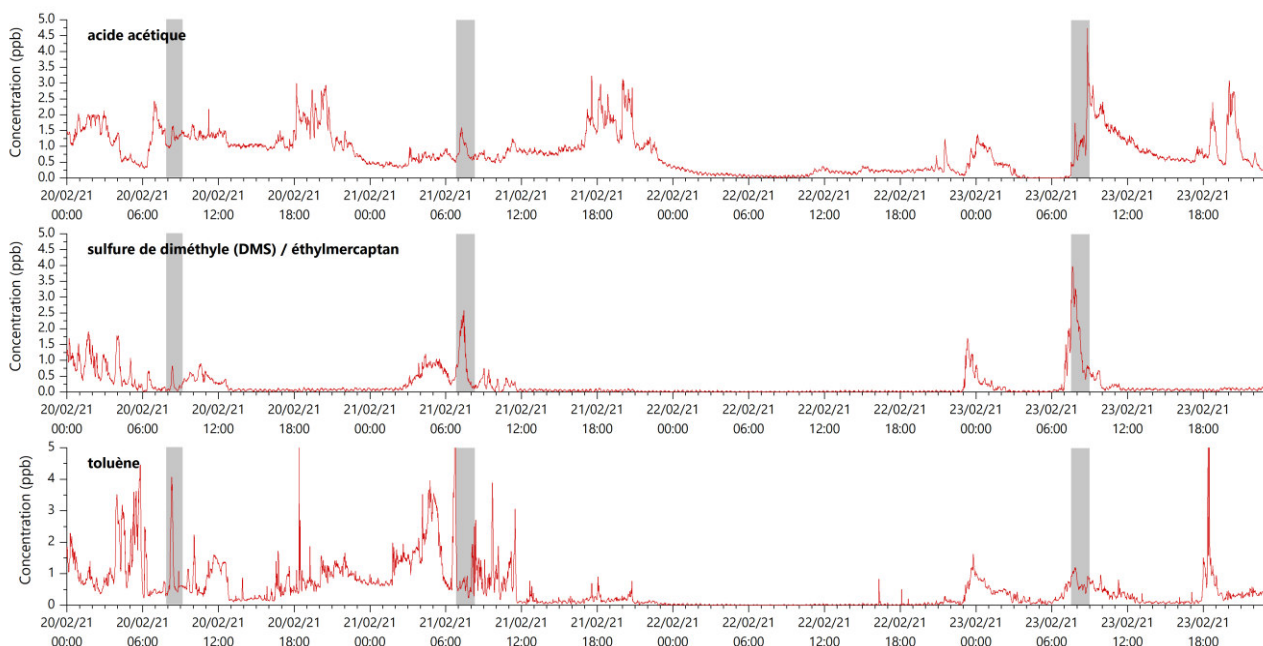 acide acétique
Concentration (ppb)
5.0
4.5
4.0
3.5
3.0
2.5
2.0
1.5
1.0
0.5
0.0
20/02/21 20/02/21 20/02/21 20/02/21 21/02/21 21/02/21 21/02/21 21/02/21 22/02/21 22/02/21 22/02/21 22/02/21 23/02/21 23/02/21 23/02/21 23/02/21
00:00 06:00 12:00 18:00 00:00 06:00 12:00 18:00 00:00 06:00 12:00 18:00 00:00 06:00 12:00 18:00
sulfure de diméthyle (DMS) / éthylmercaptan
Concentration (ppb)
5.0
4.5
4.0
3.5
3.0
2.5
2.0
1.5
1.0
0.5
0.0
20/02/21 20/02/21 20/02/21 20/02/21 21/02/21 21/02/21 21/02/21 21/02/21 22/02/21 22/02/21 22/02/21 22/02/21 23/02/21 23/02/21 23/02/21 23/02/21
00:00 06:00 12:00 18:00 00:00 06:00 12:00 18:00 00:00 06:00 12:00 18:00 00:00 06:00 12:00 18:00
toluène
Concentration (ppb)
5
4
3
2
1
0
20/02/21 20/02/21 20/02/21 20/02/21 21/02/21 21/02/21 21/02/21 21/02/21 22/02/21 22/02/21 22/02/21 22/02/21 23/02/21 23/02/21 23/02/21 23/02/21
00:00 06:00 12:00 18:00 00:00 06:00 12:00 18:00 00:00 06:00 12:00 18:00 00:00 06:00 12:00 18:00